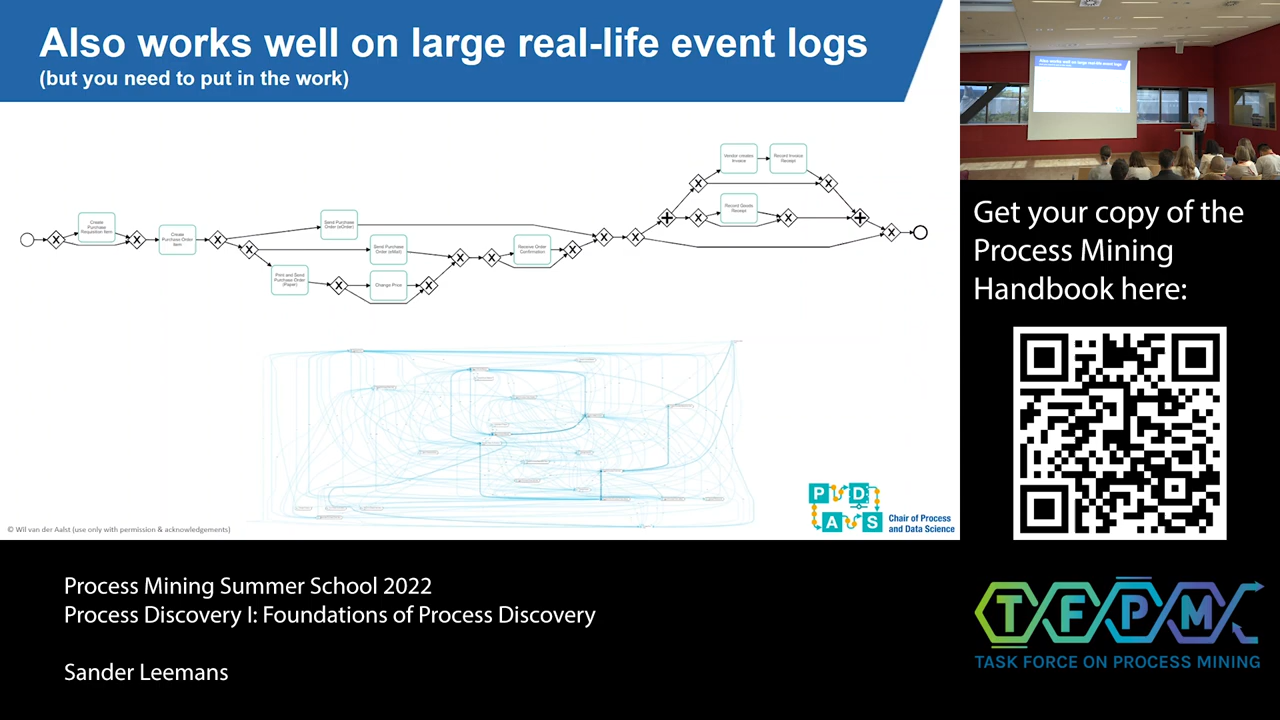 Also works well on large real-life event logs
(but you need to put in the work)
Create
Purchase
Requisition Item
Create
Purchase Order
Item
Send Purchase
Order (eOrder)
Send Purchase
Order (eMail)
Print and Send
Purchase Order
(Paper)
Change Price
Receive Order
Confirmation
Vendor creates
Invoice
Record Invoice
Receipt
Record Goods
Receipt
© Wil van der Aalst (use only with permission & acknowledgements)
P D
A S
Chair of Process
and Data Science
Get your copy of the
Process Mining
Handbook here:
Process Mining Summer School 2022
Process Discovery I: Foundations of Process Discovery
Sander Leemans
TFPM
TASK FORCE ON PROCESS MINING